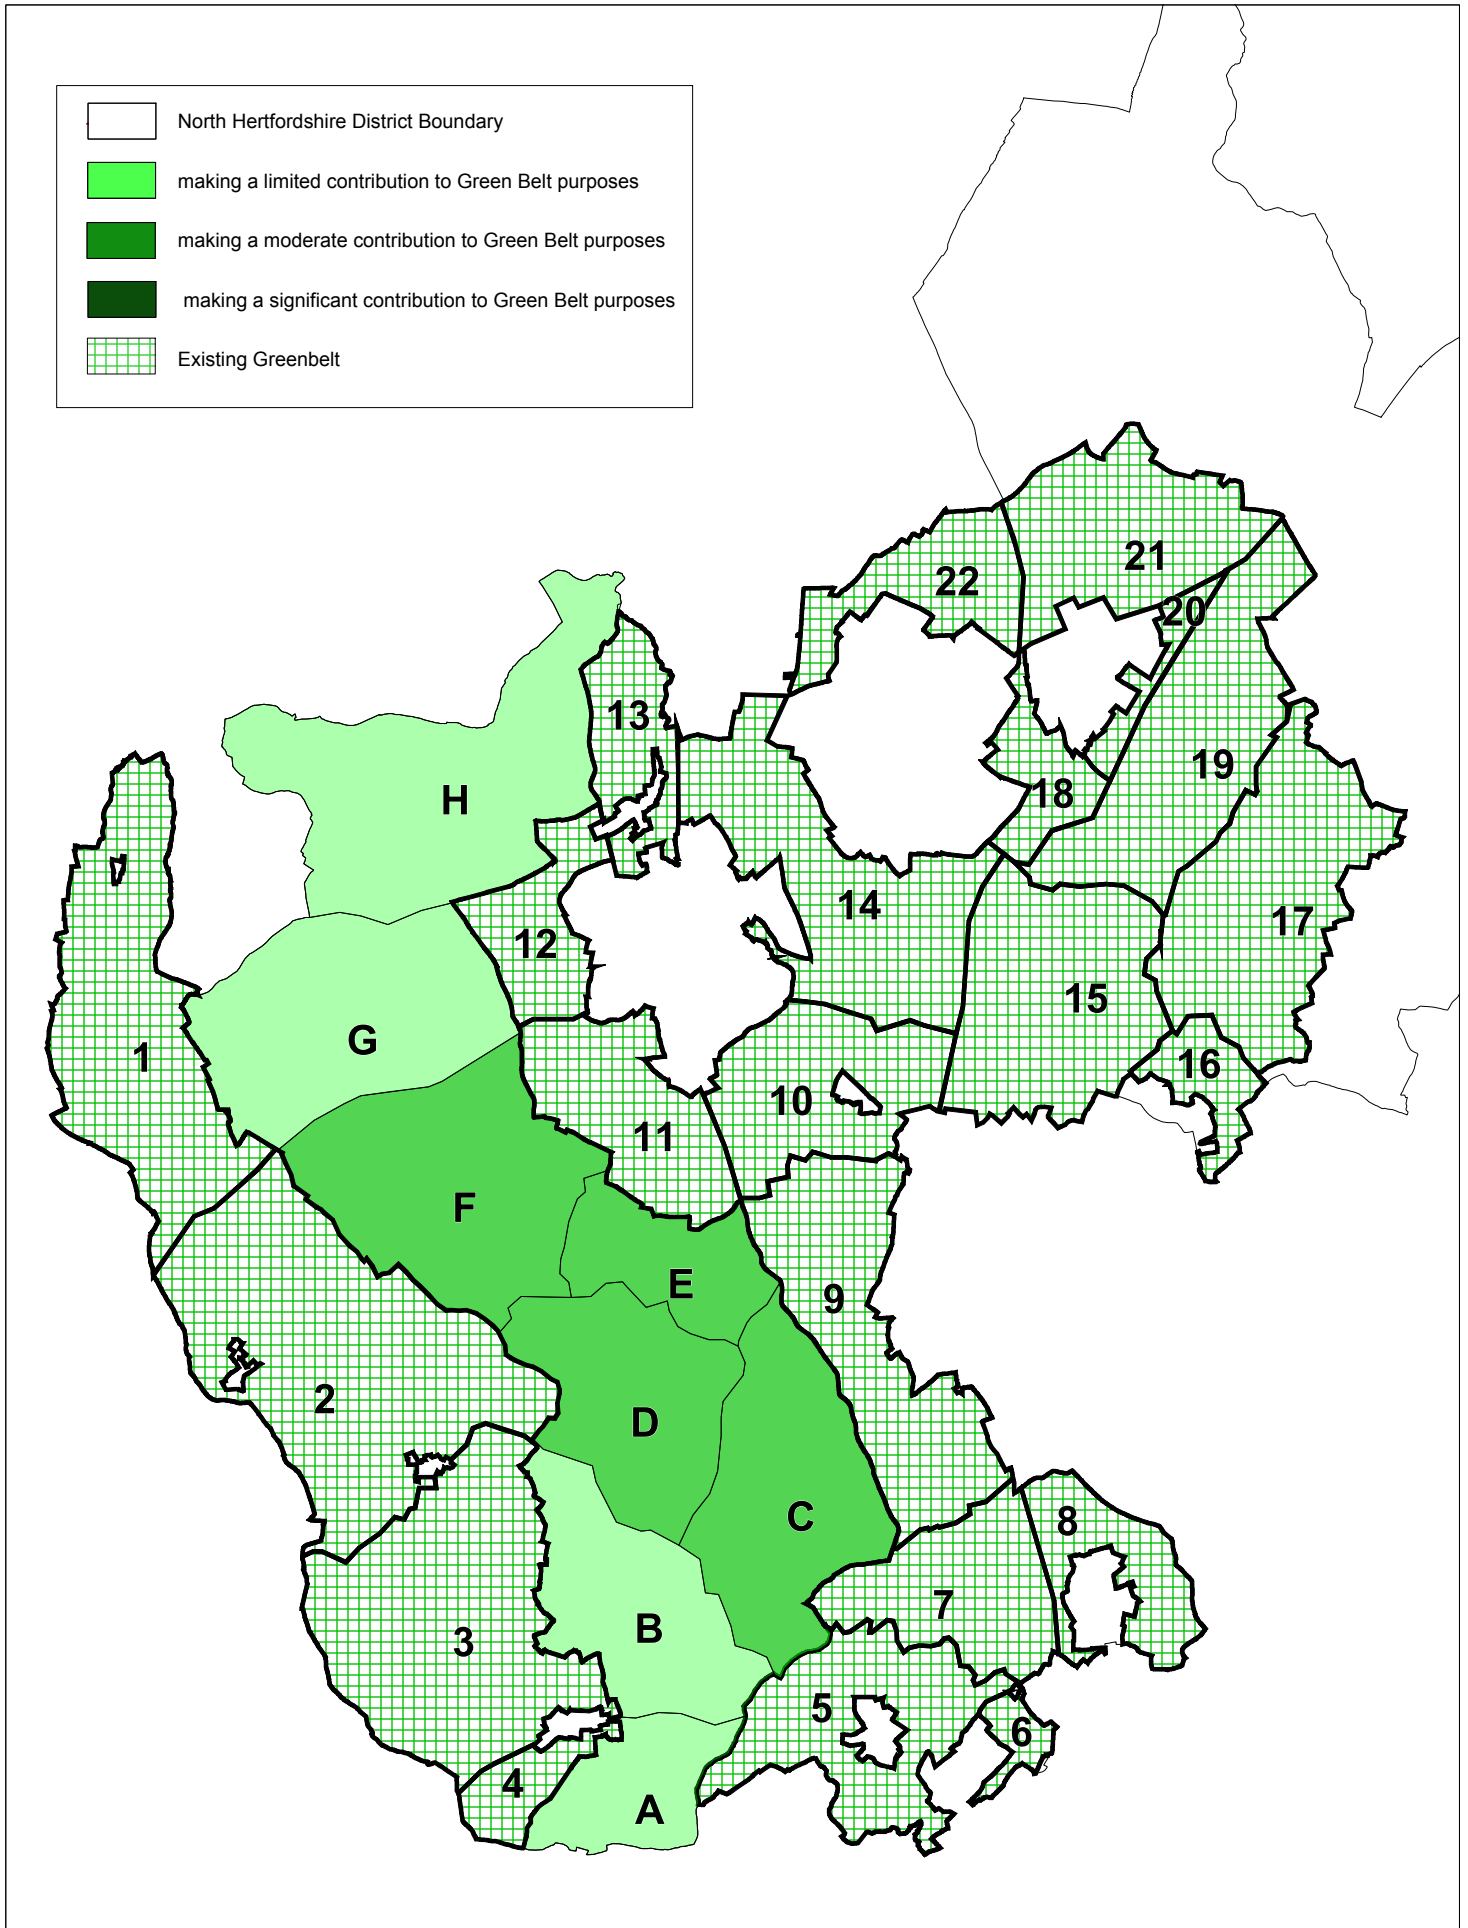 North Hertfordshire District Boundary
making a limited contribution to Green Belt purposes
making a moderate contribution to Green Belt purposes
making a significant contribution to Green Belt purposes
Existing Greenbelt
21
22
20
13
19
H
18
14
17
12
15
G
1
16
10
11
F
E
9
2
D
C
8
7
B
3
5
6
4
A